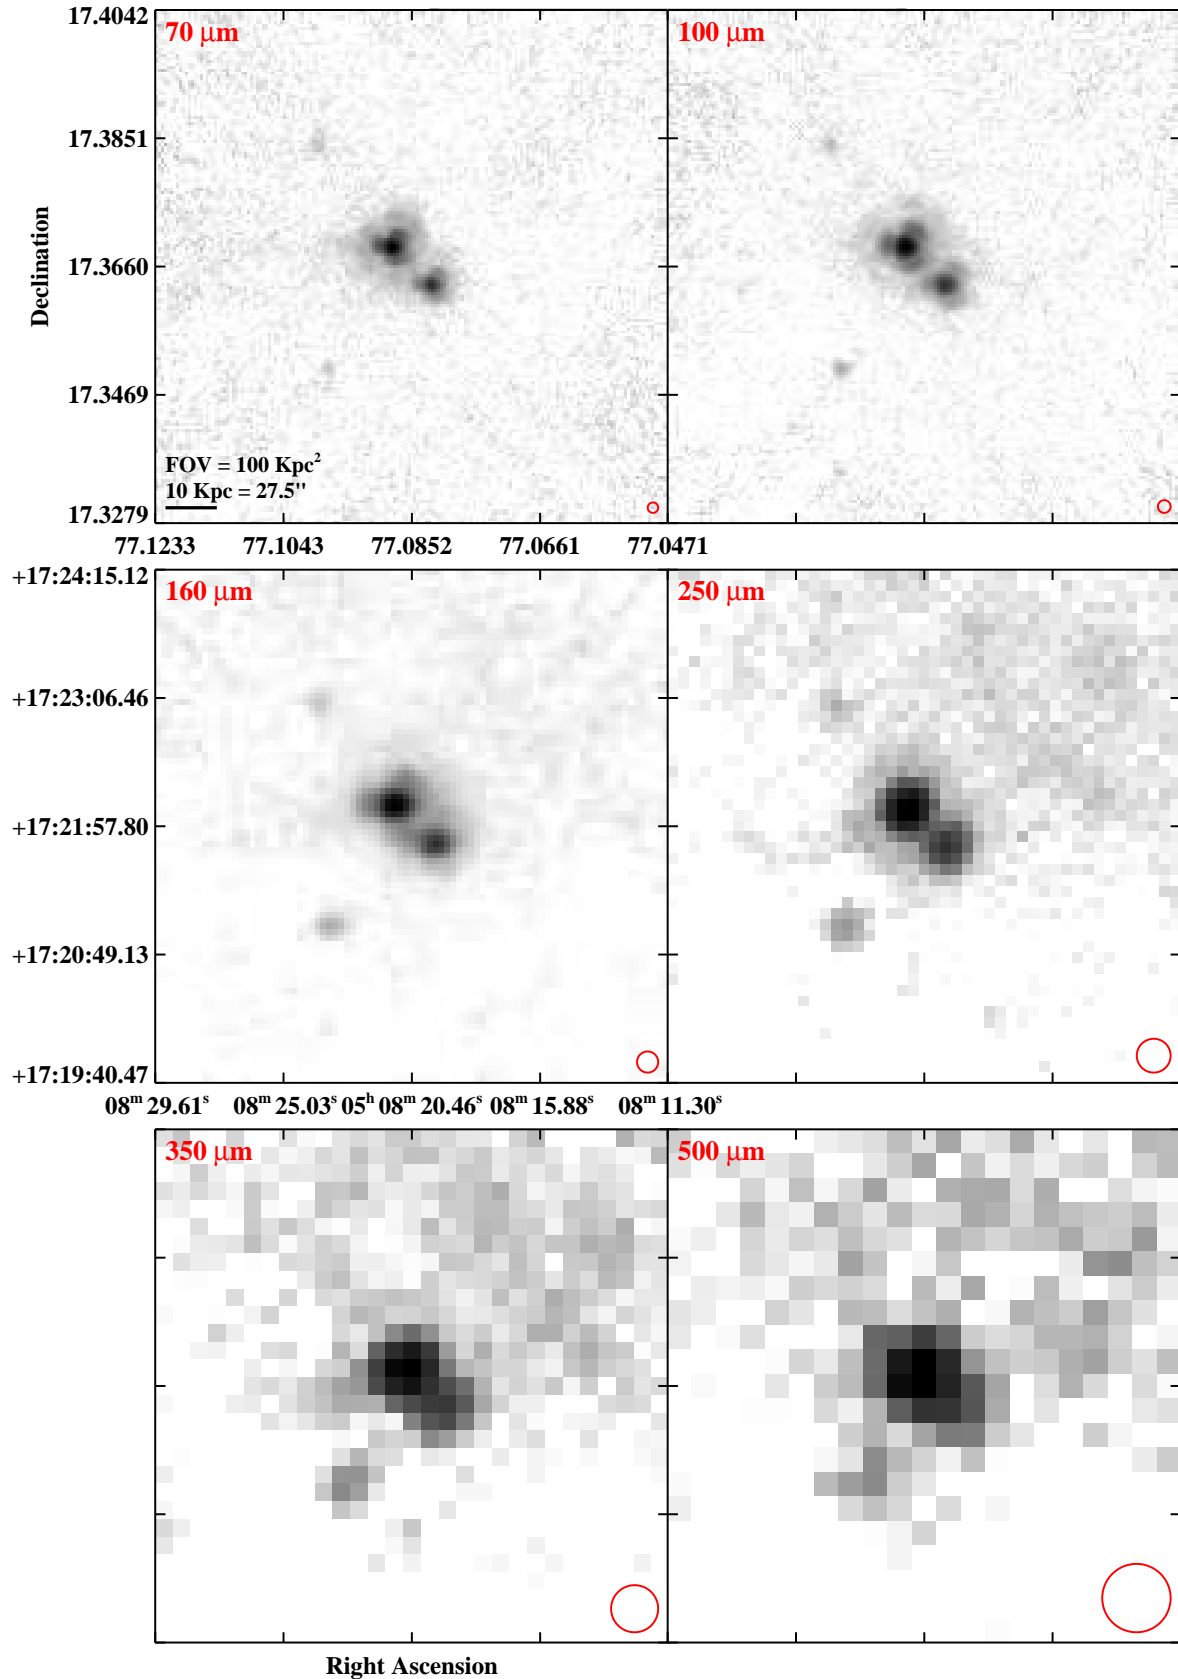 17.4042
70 μm
100 μm
17.3851
Declination
17.3660
17.3469
FOV = 100 Kpc²
10 Kpc = 27.5"
17.3279
77.1233 77.1043 77.0852 77.0661 77.0471
+17:24:15.12
160 μm
250 μm
+17:23:06.46
+17:21:57.80
+17:20:49.13
+17:19:40.47
08ᵐ 29.61ˢ 08ᵐ 25.03ˢ 05ʰ 08ᵐ 20.46ˢ 08ᵐ 15.88ˢ 08ᵐ 11.30ˢ
350 μm
500 μm
Right Ascension